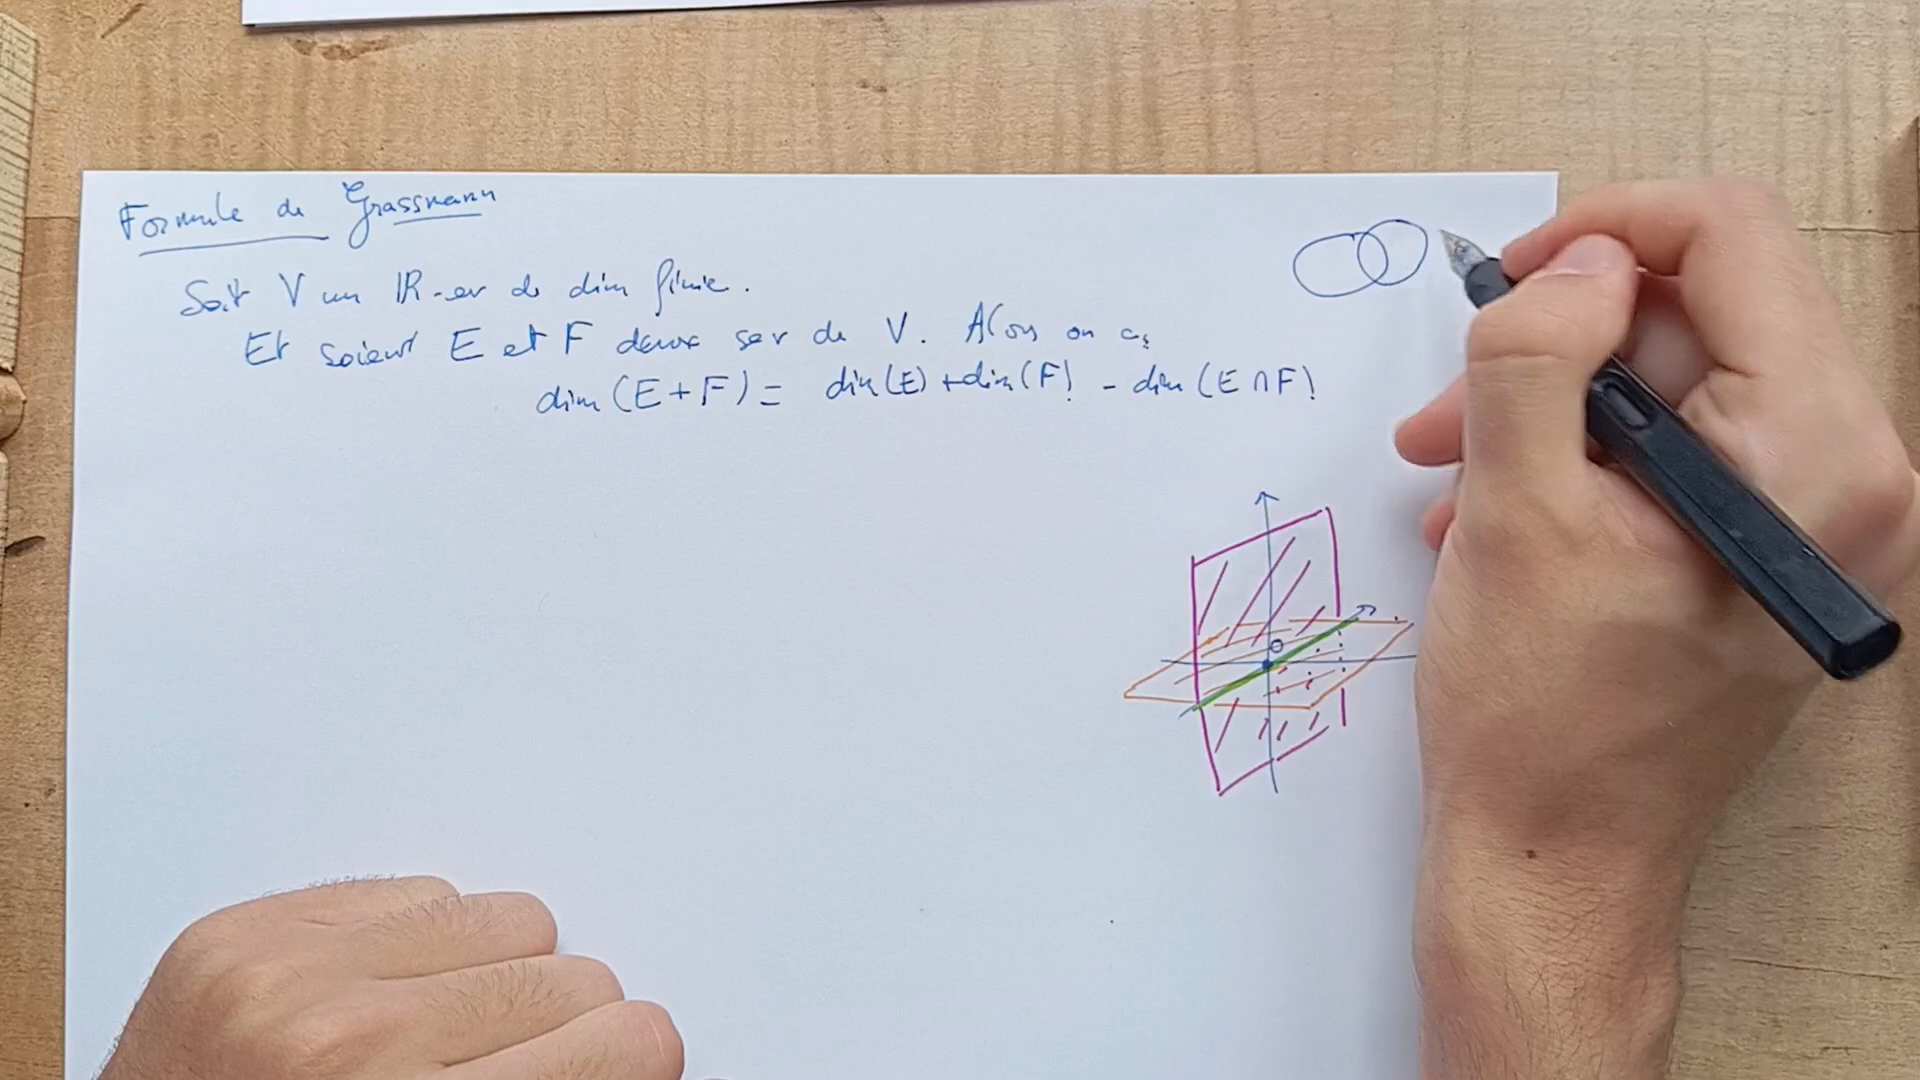 Formule de Grassmann
Soit V un IR-ev de dim finie.
Et soient E et F deux sev de V. Alors on a:
dim (E + F) = dim(E) + dim(F) - dim (E ∩ F)
O